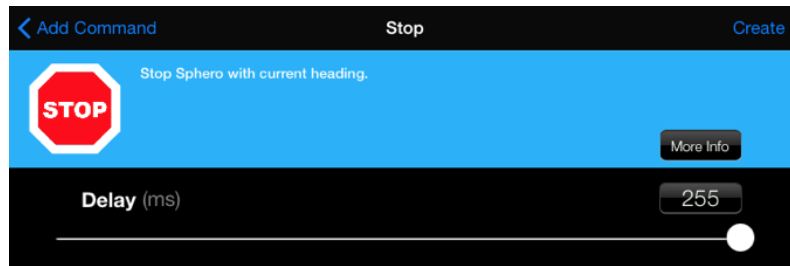 Add Command Stop Create
Stop Sphero with current heading.
STOP
More Info
Delay (ms) 255